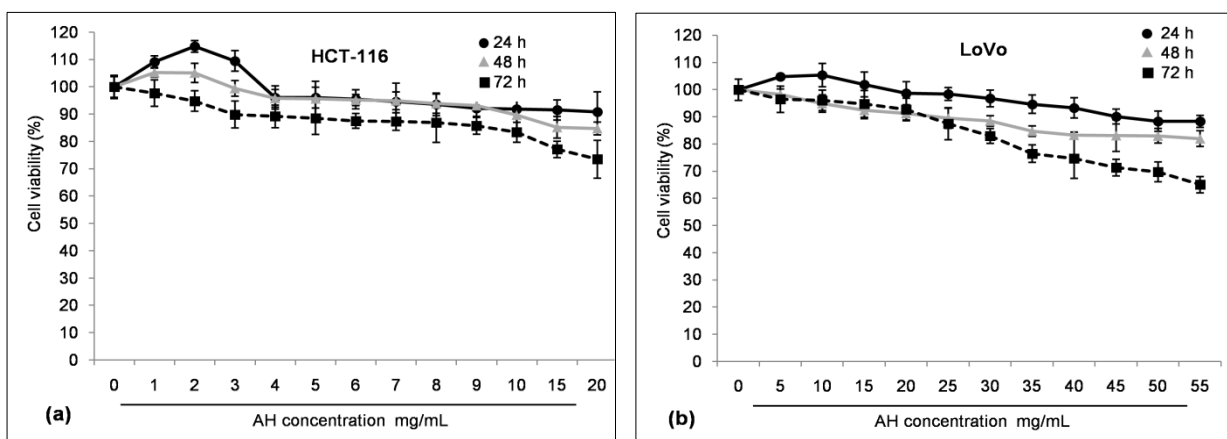 HCT-116
24 h
48 h
72 h
Cell viability (%)
120
110
100
90
80
70
60
50
40
30
20
10
0
0 1 2 3 4 5 6 7 8 9 10 15 20
(a)
AH concentration mg/mL
LoVo
24 h
48 h
72 h
Cell viability (%)
120
110
100
90
80
70
60
50
40
30
20
10
0
0 5 10 15 20 25 30 35 40 45 50 55
(b)
AH concentration mg/mL